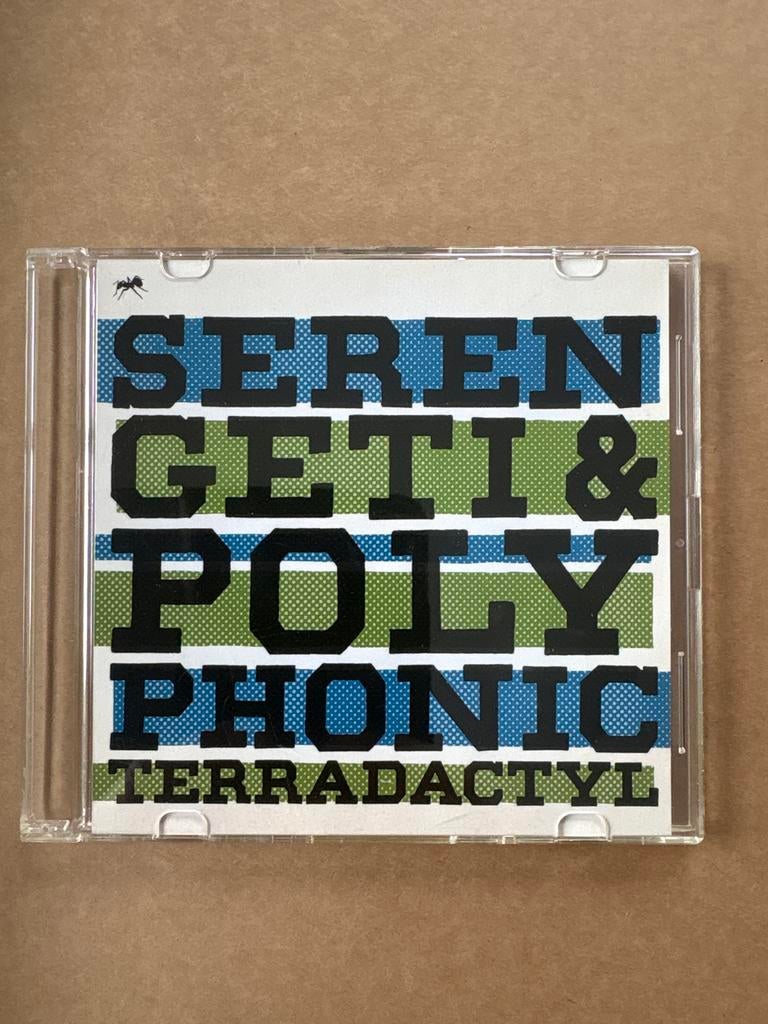 SEREN
GETI &
POLY
PHONIC
TERRADACTYL